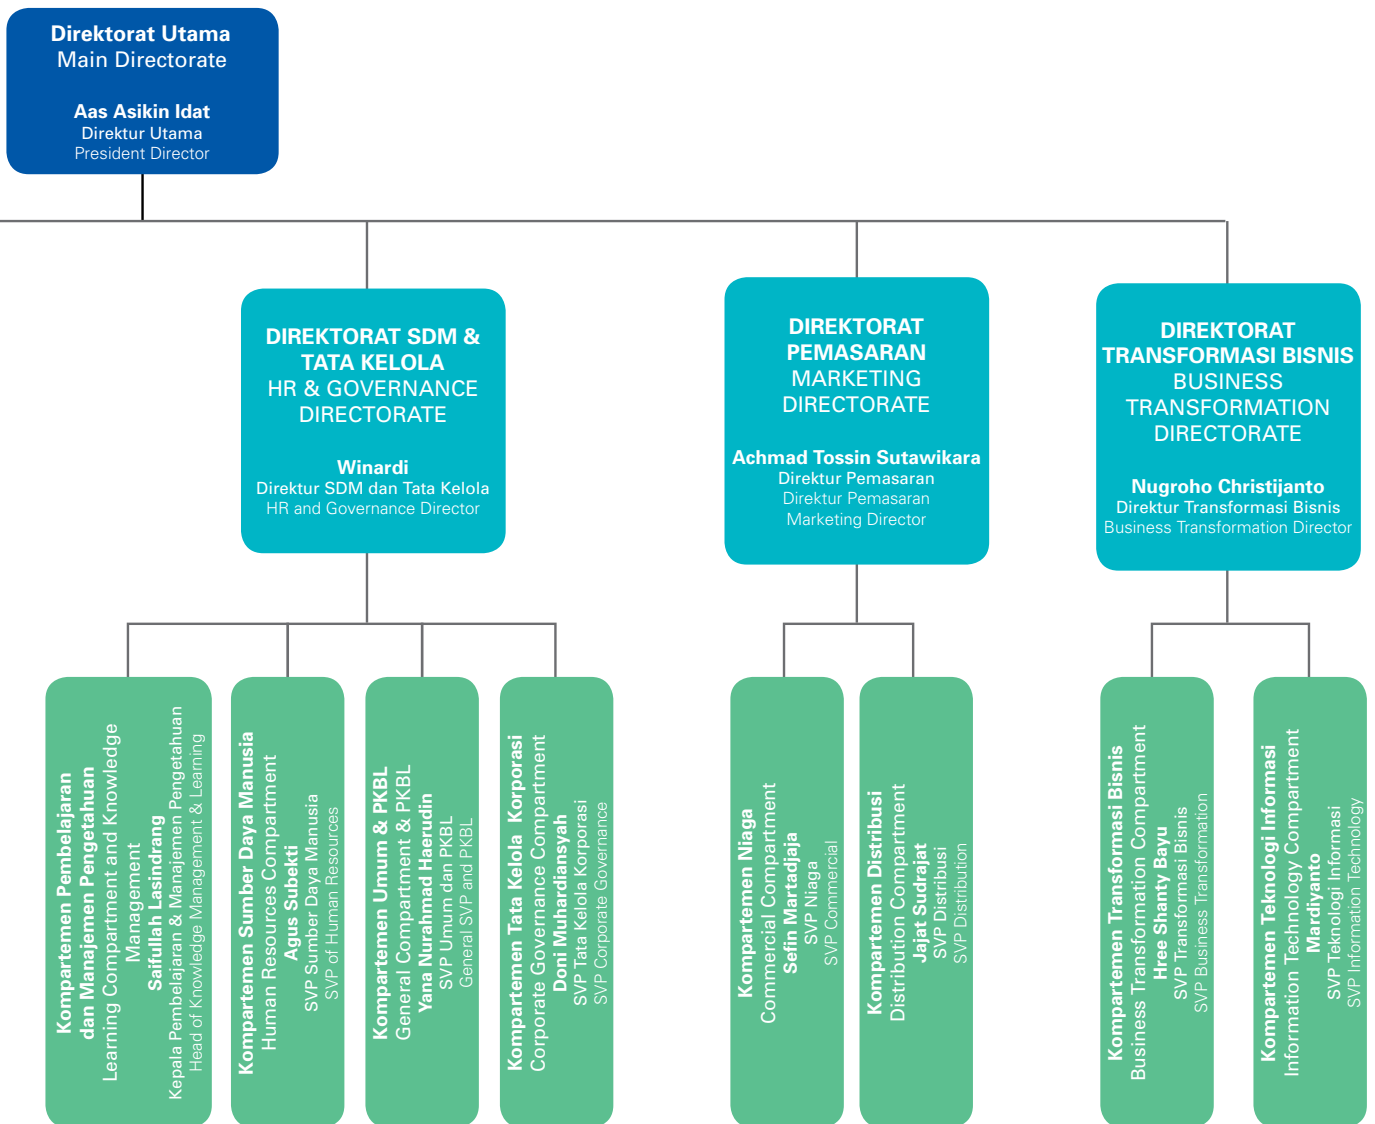 Direktorat Utama
Main Directorate
Aas Asikin Idat
Direktur Utama
President Director
DIREKTORAT SDM &
TATA KELOLA
HR & GOVERNANCE
DIRECTORATE
Winardi
Direktur SDM dan Tata Kelola
HR and Governance Director
DIREKTORAT
PEMASARAN
MARKETING
DIRECTORATE
Achmad Tossin Sutawikara
Direktur Pemasaran
Direktur Pemasaran
Marketing Director
DIREKTORAT
TRANSFORMASI BISNIS
BUSINESS
TRANSFORMATION
DIRECTORATE
Nugroho Christijanto
Direktur Transformasi Bisnis
Business Transformation Director
Kompartemen Pembelajaran
dan Manajemen Pengetahuan
Learning Compartment and Knowledge
Management
Saifullah Lasindrang
Kepala Pembelajaran & Manajemen Pengetahuan
Head of Knowledge Management & Learning
Kompartemen Sumber Daya Manusia
Human Resources Compartment
Agus Subekti
SVP Sumber Daya Manusia
SVP of Human Resources
Kompartemen Umum & PKBL
General Compartment & PKBL
Yana Nurahmad Haerudin
SVP Umum dan PKBL
General SVP and PKBL
Kompartemen Tata Kelola Korporasi
Corporate Governance Compartment
Doni Muhardiansyah
SVP Tata Kelola Korporasi
SVP Corporate Governance
Kompartemen Niaga
Commercial Compartment
Sefin Martadjaja
SVP Niaga
SVP Commercial
Kompartemen Distribusi
Distribution Compartment
Jajat Sudrajat
SVP Distribusi
SVP Distribution
Kompartemen Transformasi Bisnis
Business Transformation Compartment
Hree Shanty Bayu
SVP Transformasi Bisnis
SVP Business Transformation
Kompartemen Teknologi Informasi
Information Technology Compartment
Mardiyanto
SVP Teknologi Informasi
SVP Information Technology